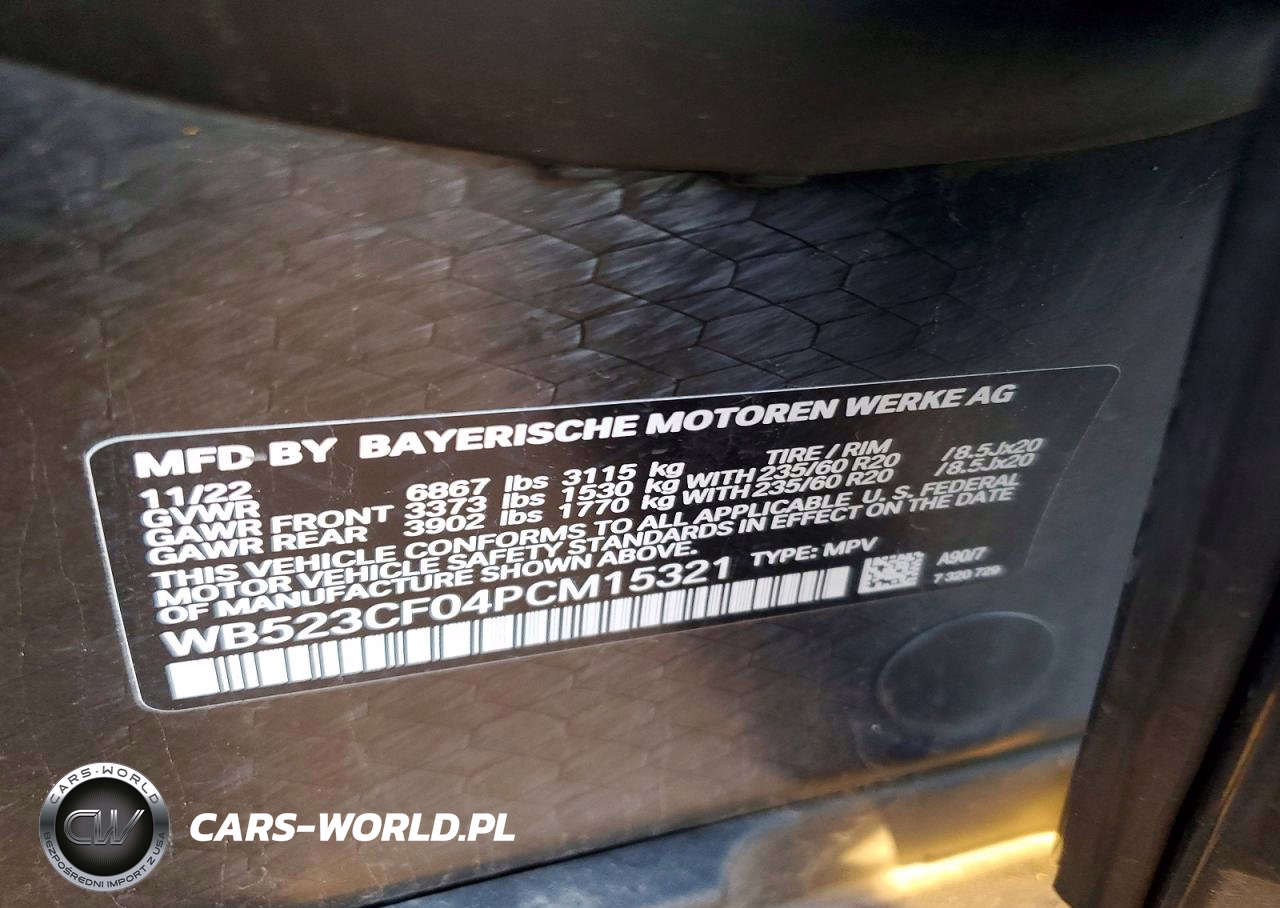 MFD BY BAYERISCHE MOTOREN WERKE AG
11/22 TIRE / RIM
GVWR 6867 lbs 3115 kg
GAWR FRONT 3373 lbs 1530 kg WITH 235/60 R20 /8.5Jx20
GAWR REAR 3902 lbs 1770 kg WITH 235/60 R20 /8.5Jx20
THIS VEHICLE CONFORMS TO ALL APPLICABLE U. S. FEDERAL
MOTOR VEHICLE SAFETY STANDARDS IN EFFECT ON THE DATE
OF MANUFACTURE SHOWN ABOVE.
WB523CF04PCM15321 TYPE: MPV
A90/7
7 320 729
CARS-WORLD
CW
BEZPOŚREDNI IMPORT Z USA
CARS-WORLD.PL